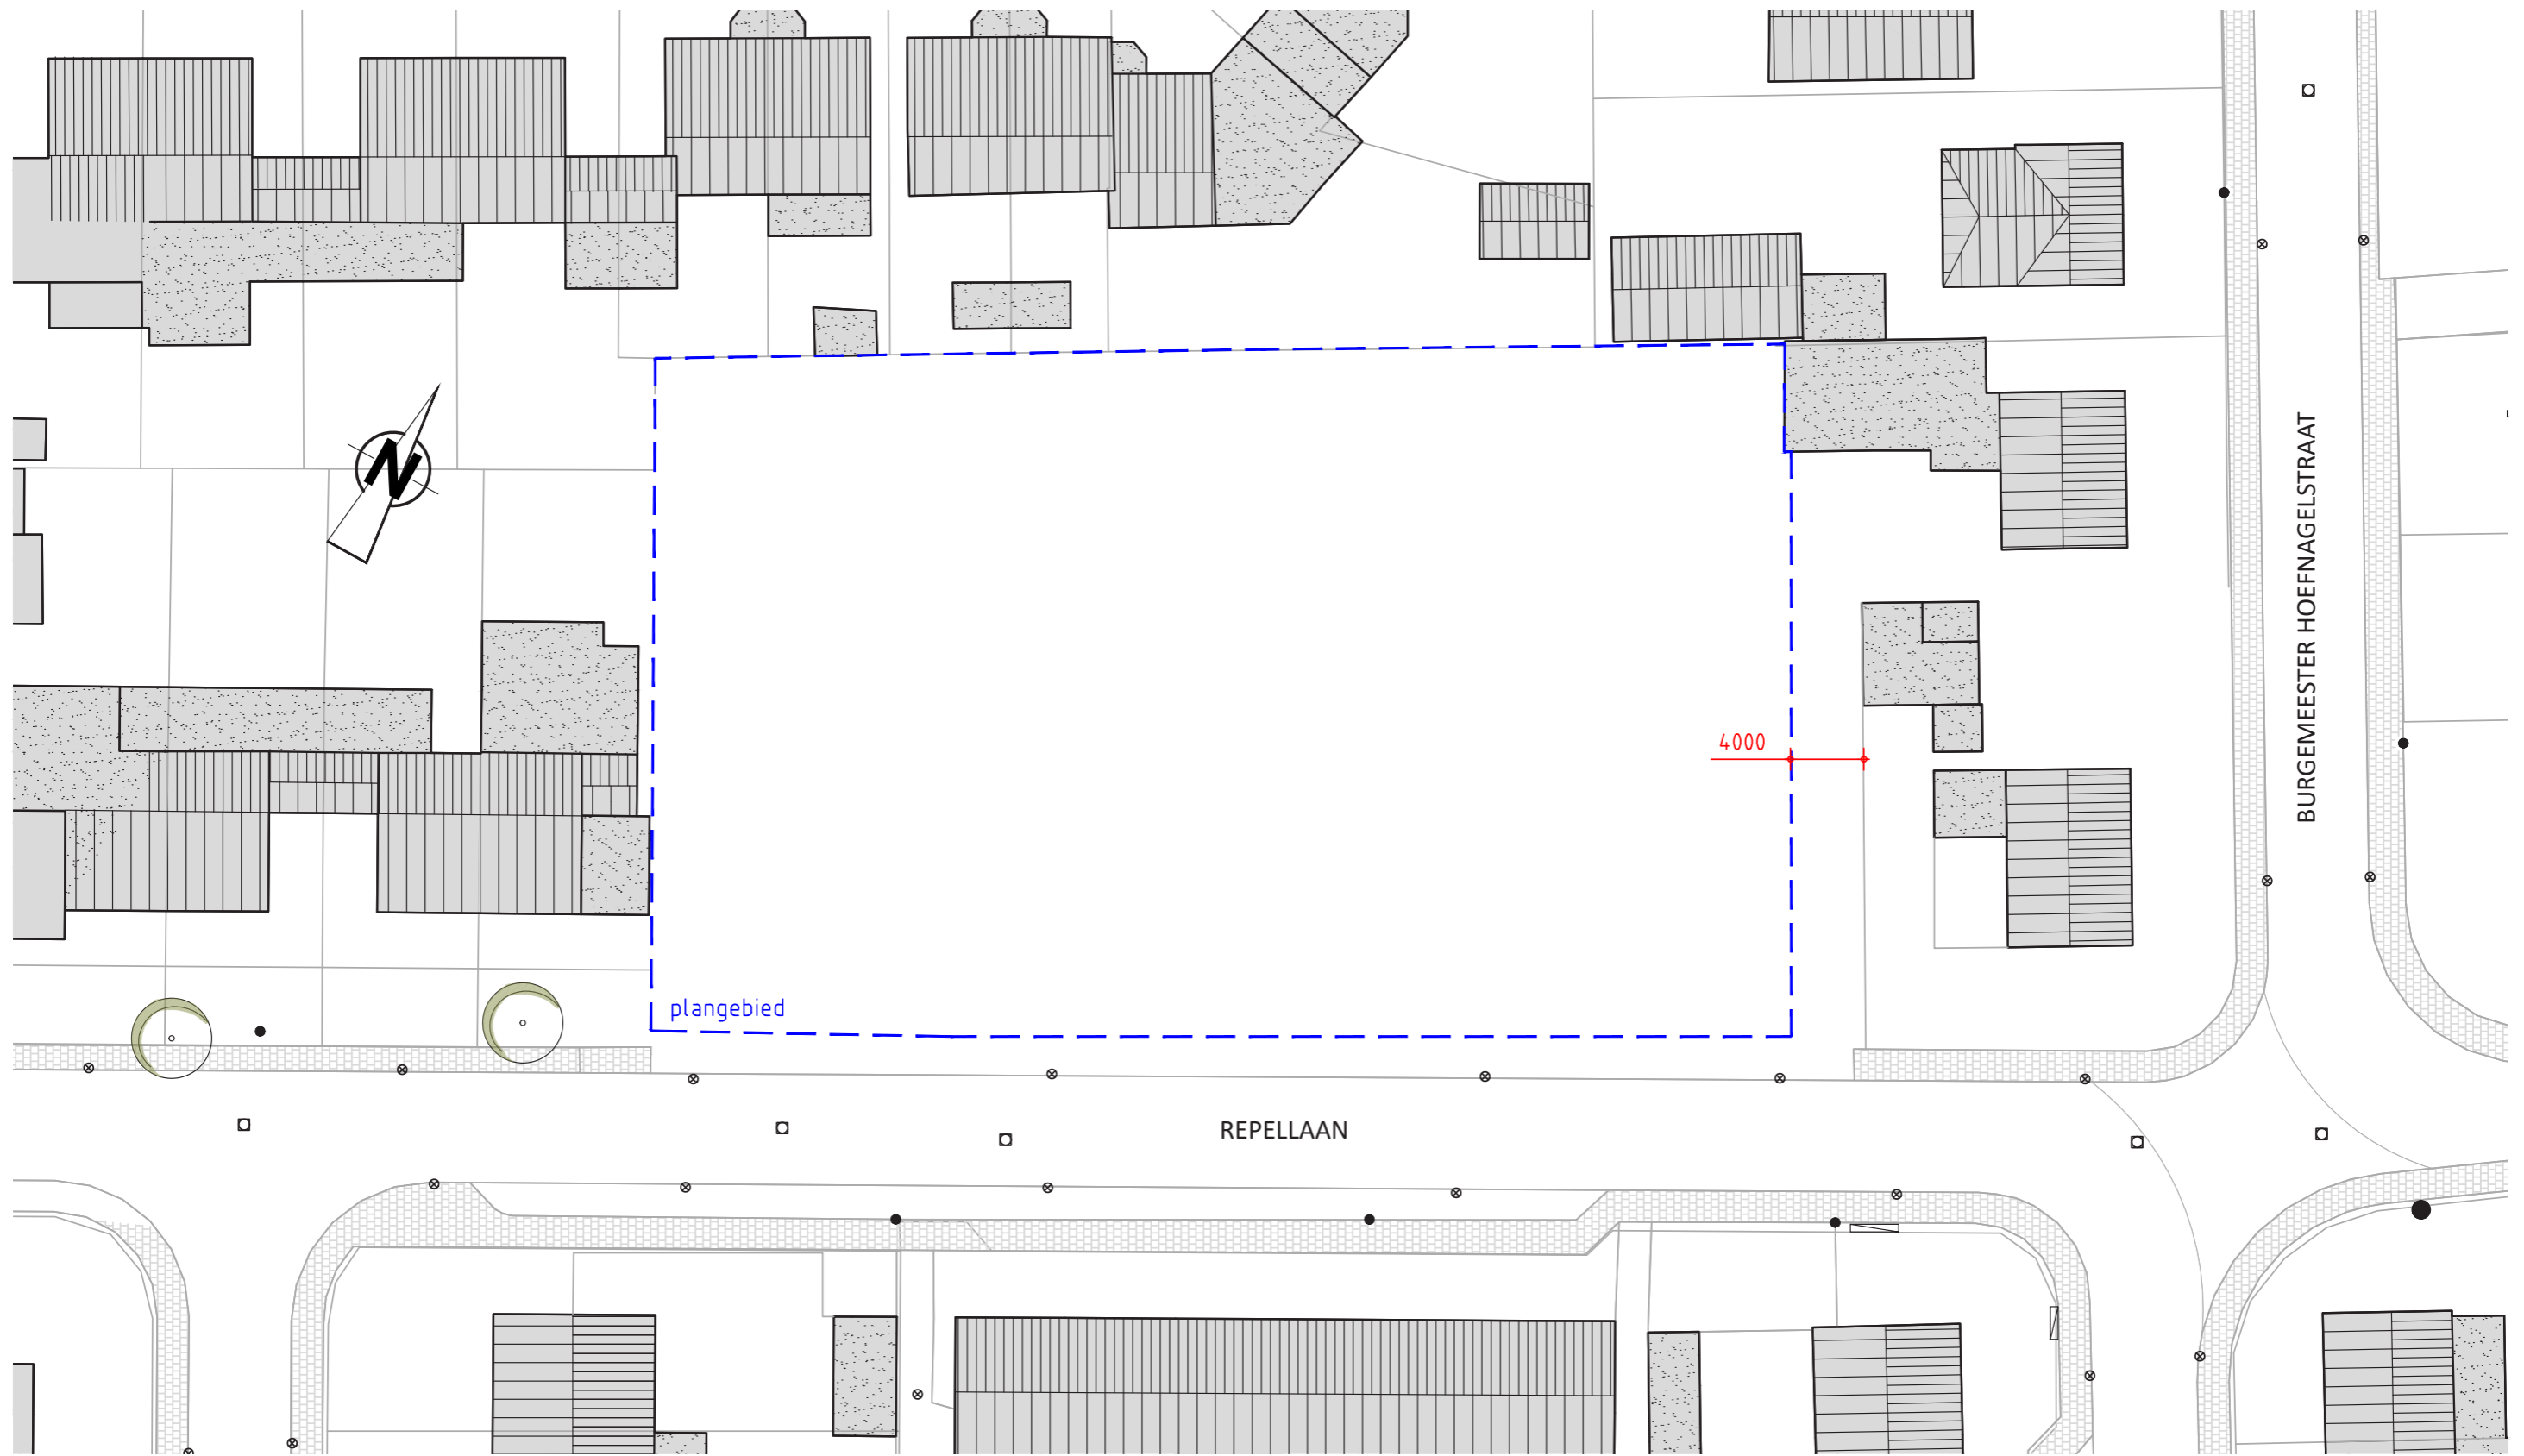 N
BURGEMEESTER HOEFNAGELSTRAAT
4000
plangebied
REPELLAAN